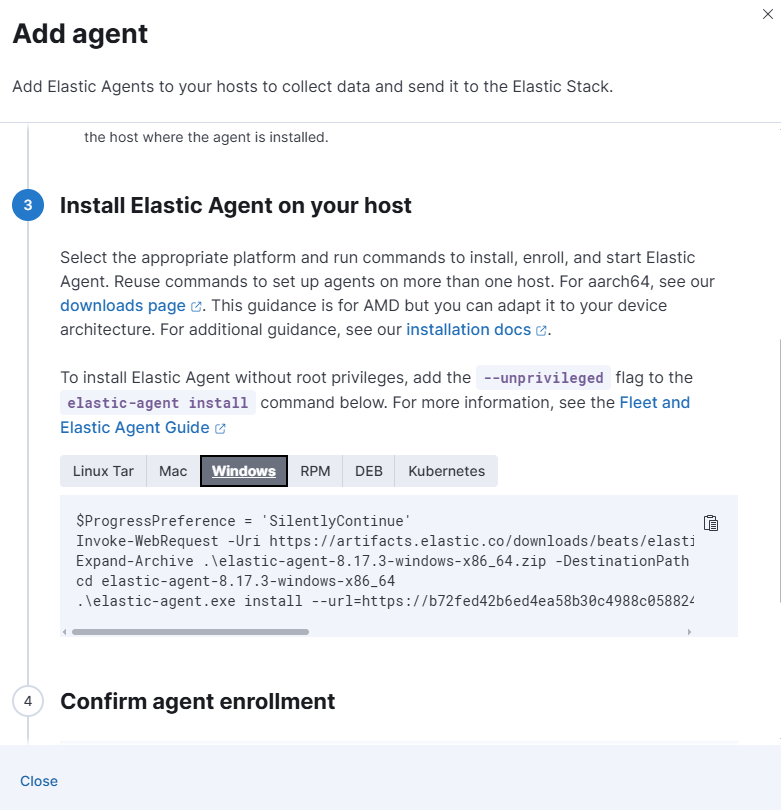 Add agent
Add Elastic Agents to your hosts to collect data and send it to the Elastic Stack.
the host where the agent is installed.
3
Install Elastic Agent on your host
Select the appropriate platform and run commands to install, enroll, and start Elastic
Agent. Reuse commands to set up agents on more than one host. For aarch64, see our
downloads page. This guidance is for AMD but you can adapt it to your device
architecture. For additional guidance, see our installation docs.
To install Elastic Agent without root privileges, add the --unprivileged flag to the
elastic-agent install command below. For more information, see the Fleet and
Elastic Agent Guide
Linux Tar Mac Windows RPM DEB Kubernetes
$ProgressPreference = 'SilentlyContinue'
Invoke-WebRequest -Uri https://artifacts.elastic.co/downloads/beats/elasti
Expand-Archive .\elastic-agent-8.17.3-windows-x86_64.zip -DestinationPath
cd elastic-agent-8.17.3-windows-x86_64
.\elastic-agent.exe install --url=https://b72fed42b6ed4ea58b30c4988c058824
4
Confirm agent enrollment
Close